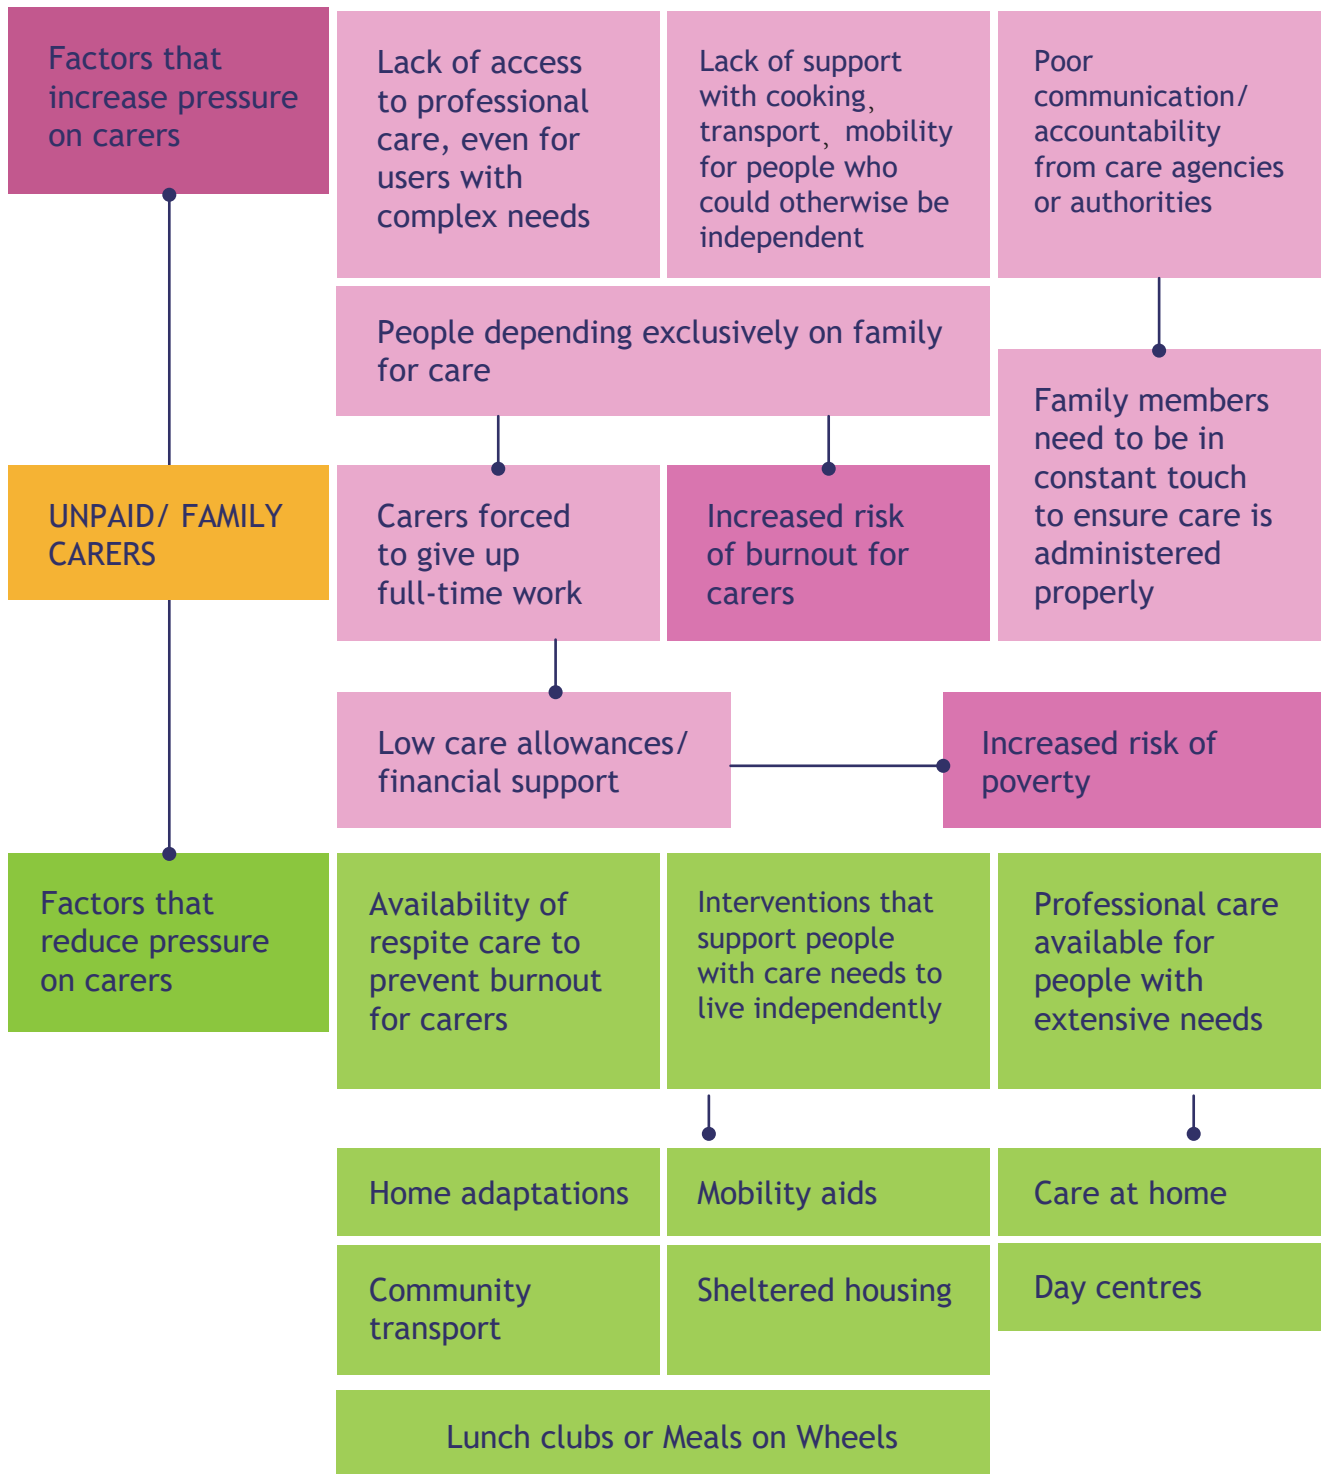 Factors that
increase pressure
on carers
Lack of access
to professional
care, even for
users with
complex needs
Lack of support
with cooking,
transport, mobility
for people who
could otherwise be
independent
Poor
communication/
accountability
from care agencies
or authorities
People depending exclusively on family
for care
Family members
need to be in
constant touch
to ensure care is
administered
properly
UNPAID/ FAMILY
CARERS
Carers forced
to give up
full-time work
Increased risk
of burnout for
carers
Low care allowances/
financial support
Increased risk of
poverty
Factors that
reduce pressure
on carers
Availability of
respite care to
prevent burnout
for carers
Interventions that
support people
with care needs to
live independently
Professional care
available for
people with
extensive needs
Home adaptations
Mobility aids
Care at home
Community
transport
Sheltered housing
Day centres
Lunch clubs or Meals on Wheels